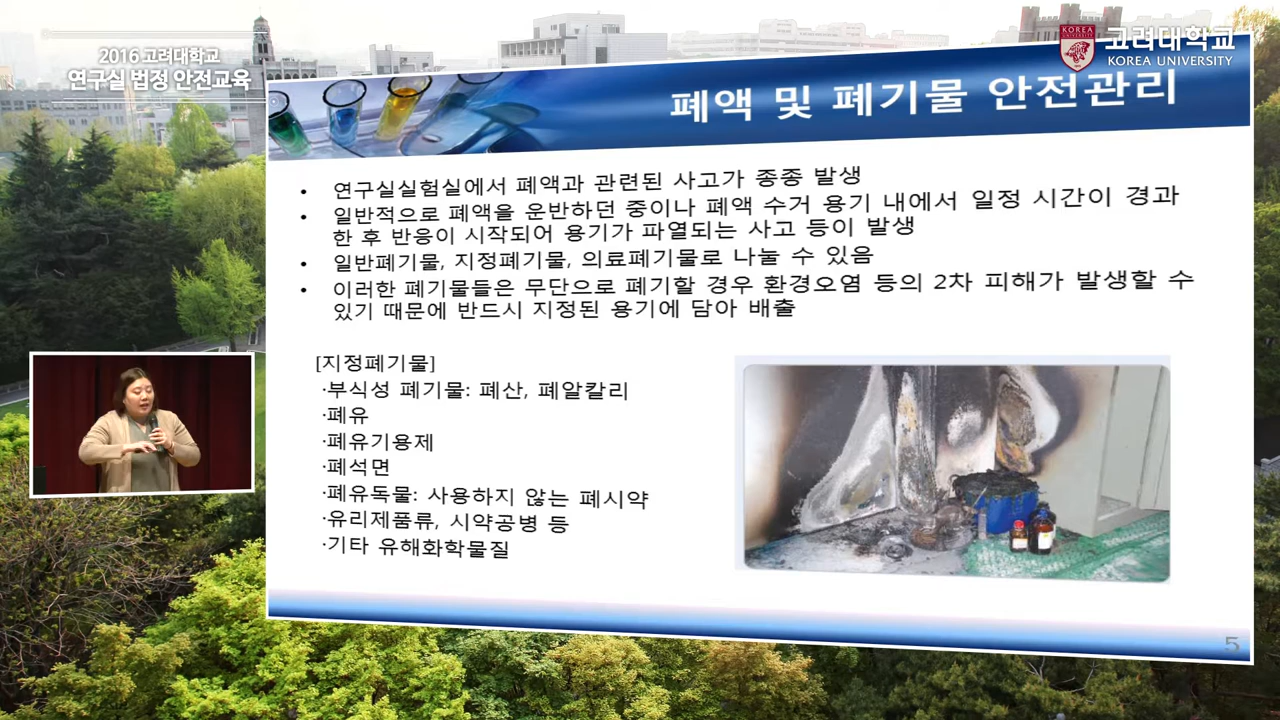 2016 고려대학교
연구실 법정 안전교육
KOREA
UNIVERSITY
고려대학교
KOREA UNIVERSITY
폐액 및 폐기물 안전관리
• 연구실실험실에서 폐액과 관련된 사고가 종종 발생
• 일반적으로 폐액을 운반하던 중이나 폐액 수거 용기 내에서 일정 시간이 경과
한 후 반응이 시작되어 용기가 파열되는 사고 등이 발생
• 일반폐기물, 지정폐기물, 의료폐기물로 나눌 수 있음
• 이러한 폐기물들은 무단으로 폐기할 경우 환경오염 등의 2차 피해가 발생할 수
있기 때문에 반드시 지정된 용기에 담아 배출
[지정폐기물]
·부식성 폐기물: 폐산, 폐알칼리
·폐유
·폐유기용제
·폐석면
·폐유독물: 사용하지 않는 폐시약
·유리제품류, 시약공병 등
·기타 유해화학물질
5